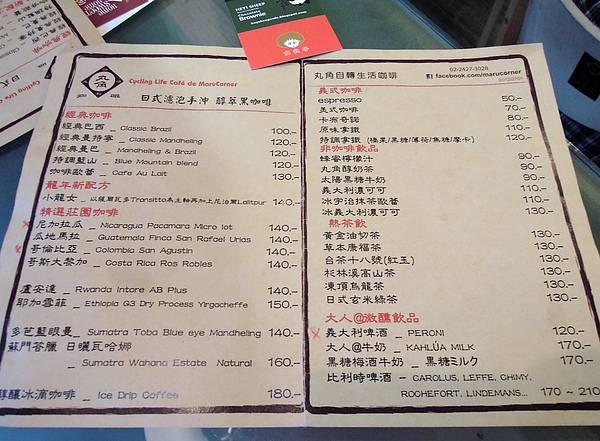 HEY! SHEEP
Chocolate
Brownie
丸角
Cycling Life Café de MaruCorner
日式濾泡手沖 醇萃黑咖啡
經典咖啡
經典巴西 _ Classic Brazil 100.-
經典曼特寧 _ Classic Mandheling 120.-
經典曼巴 _ Mandheling & Brazil 120.-
特調藍山 _ Blue Mountain blend 120.-
咖啡歐蕾 _ Cafe Au Lait 130.-
龍年新配方
小龍女 _ 以薩爾瓦多Transitto為主軸再加上尼泊爾Lalitpur 140.-
精選莊園咖啡
尼加拉瓜 _ Nicaragua Pacamara Micro lot 140.-
瓜地馬拉 _ Guatemala Finca San Rafael Urias 140.-
哥倫比亞 _ Colombia San Agustin 140.-
哥斯大黎加 _ Costa Rica Ros Robles 140.-
盧安達 _ Rwanda Intore AB Plus 140.-
耶加雪菲 _ Ethiopia G3 Dry Process Yirgacheffe 150.-
多芭藍眼曼_ Sumatra Toba Blue eye Mandheling 140.-
蘇門答臘 日曬瓦哈娜
_ Sumatra Wahana Estate Natural 160.-
醇釀冰滴咖啡 _ Ice Drip Coffee 180.-
丸角自轉生活咖啡
02-2427-3028
facebook.com/marucorner
義式咖啡
espresso 50.-
美式咖啡 70.-
卡布奇諾 80.-
原味拿鐵 110.-
特調拿鐵 (榛果/黑糖/薄荷/焦糖/摩卡) 120.-
非咖啡飲品
蜂蜜檸檬汁 90.-
丸角醇奶茶 90.-
太陽黑糖牛奶 90.-
義大利濃可可 110.-
冰宇治抹茶歐蕾 110.-
冰義大利濃可可 130.-
熱茶飲
黃金油切茶 130.-
草本康福茶 130.-
台茶十八號(紅玉) 130.-
杉林溪高山茶 130.-
凍頂烏龍茶 130.-
日式玄米綠茶 130.-
大人@微醺飲品
義大利啤酒 _ PERONI 120.-
大人@牛奶 _ KAHLÚA MILK 170.-
黑糖梅酒牛奶 _ 黒糖ミルク 170.-
比利時啤酒 - CAROLUS, LEFFE, CHIMY,
ROCHEFORT, LINDEMANS... 170 ~ 210